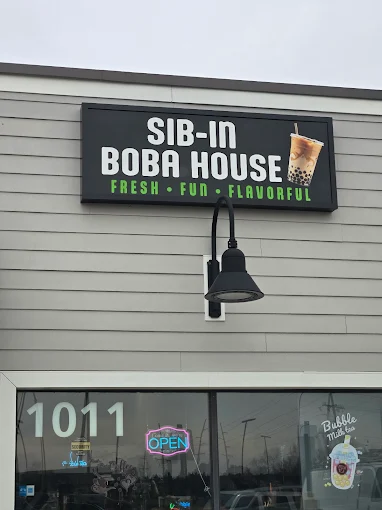 SIB-IN
BOBA HOUSE
FRESH • FUN • FLAVORFUL
1011
OPEN
Bubble
Milk tea